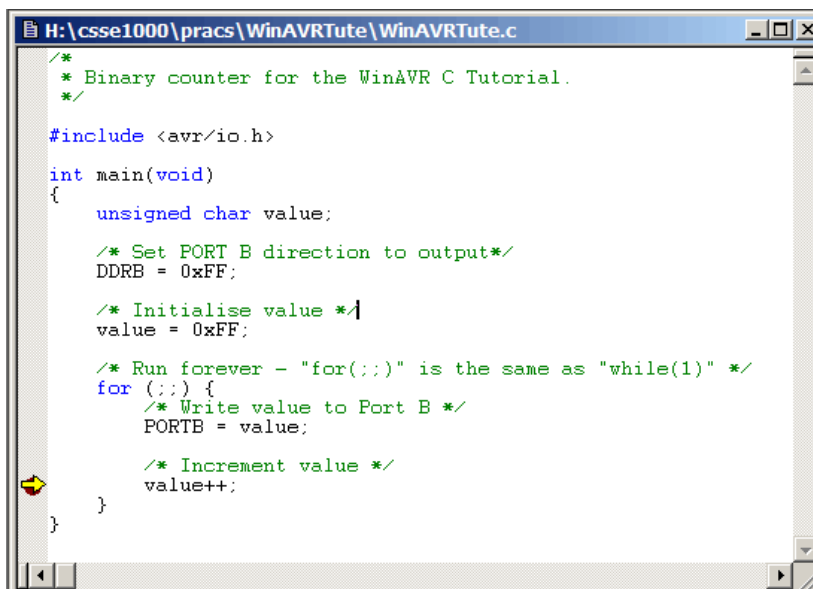 H:\csse1000\pracs\WinAVRTute\WinAVRTute.c
/*
 * Binary counter for the WinAVR C Tutorial.
 */
#include <avr/io.h>
int main(void)
{
    unsigned char value;
    /* Set PORT B direction to output*/
    DDRB = 0xFF;
    /* Initialise value */
    value = 0xFF;
    /* Run forever - "for(;;)" is the same as "while(1)" */
    for (;;) {
        /* Write value to Port B */
        PORTB = value;
        /* Increment value */
        value++;
    }
}